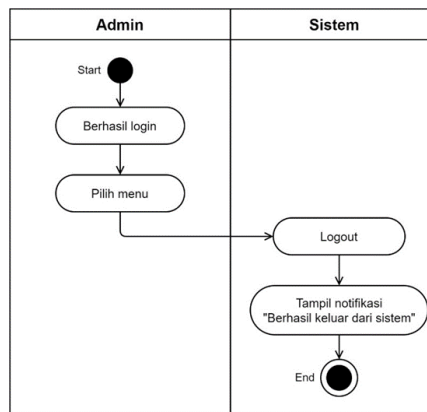 Admin
Sistem
Start
Berhasil login
Pilih menu
Logout
Tampil notifikasi
"Berhasil keluar dari sistem"
End